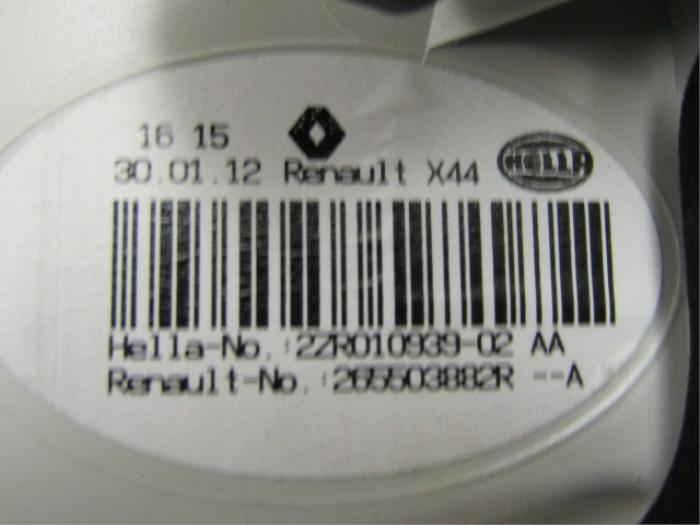 16 15
30.01.12 Renault X44 HELLA
Hella-No.:2ZR010939-02 AA
Renault-No.:265503882R --A